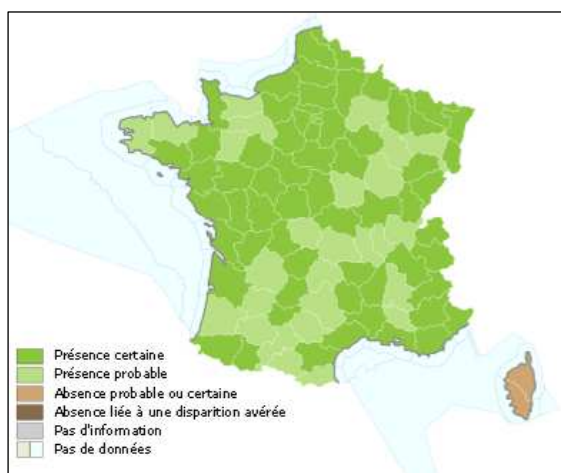 Présence certaine
Présence probable
Absence probable ou certaine
Absence liée à une disparition avérée
Pas d'information
Pas de données